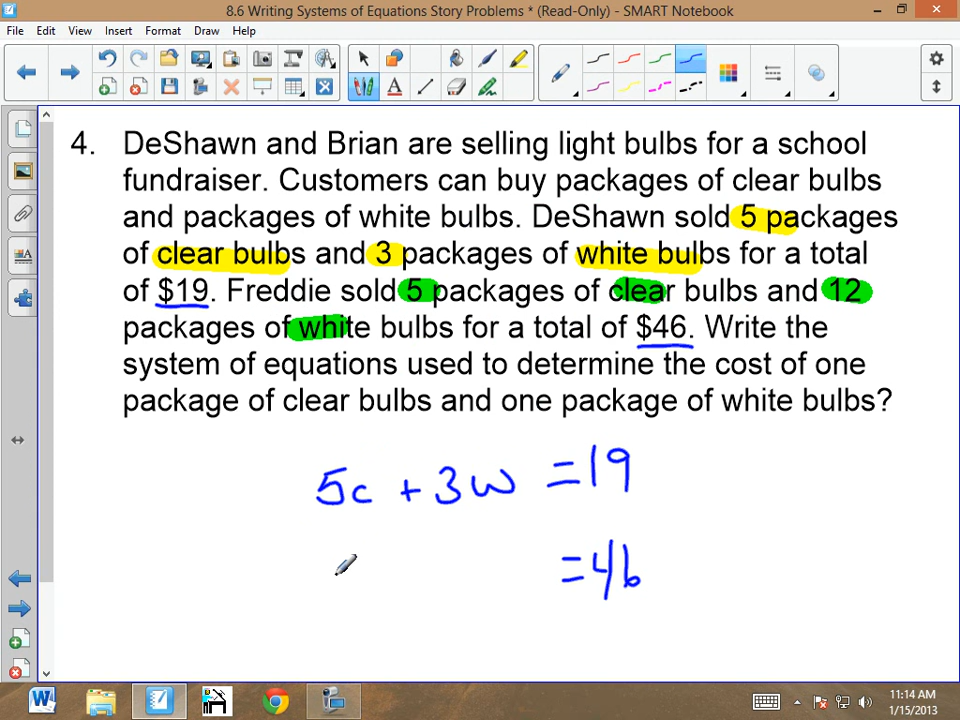 8.6 Writing Systems of Equations Story Problems * (Read-Only) - SMART Notebook
File Edit View Insert Format Draw Help
4. DeShawn and Brian are selling light bulbs for a school
fundraiser. Customers can buy packages of clear bulbs
and packages of white bulbs. DeShawn sold 5 packages
of clear bulbs and 3 packages of white bulbs for a total
of $19. Freddie sold 5 packages of clear bulbs and 12
packages of white bulbs for a total of $46. Write the
system of equations used to determine the cost of one
package of clear bulbs and one package of white bulbs?
5c + 3w = 19
= 46
11:14 AM
1/15/2013